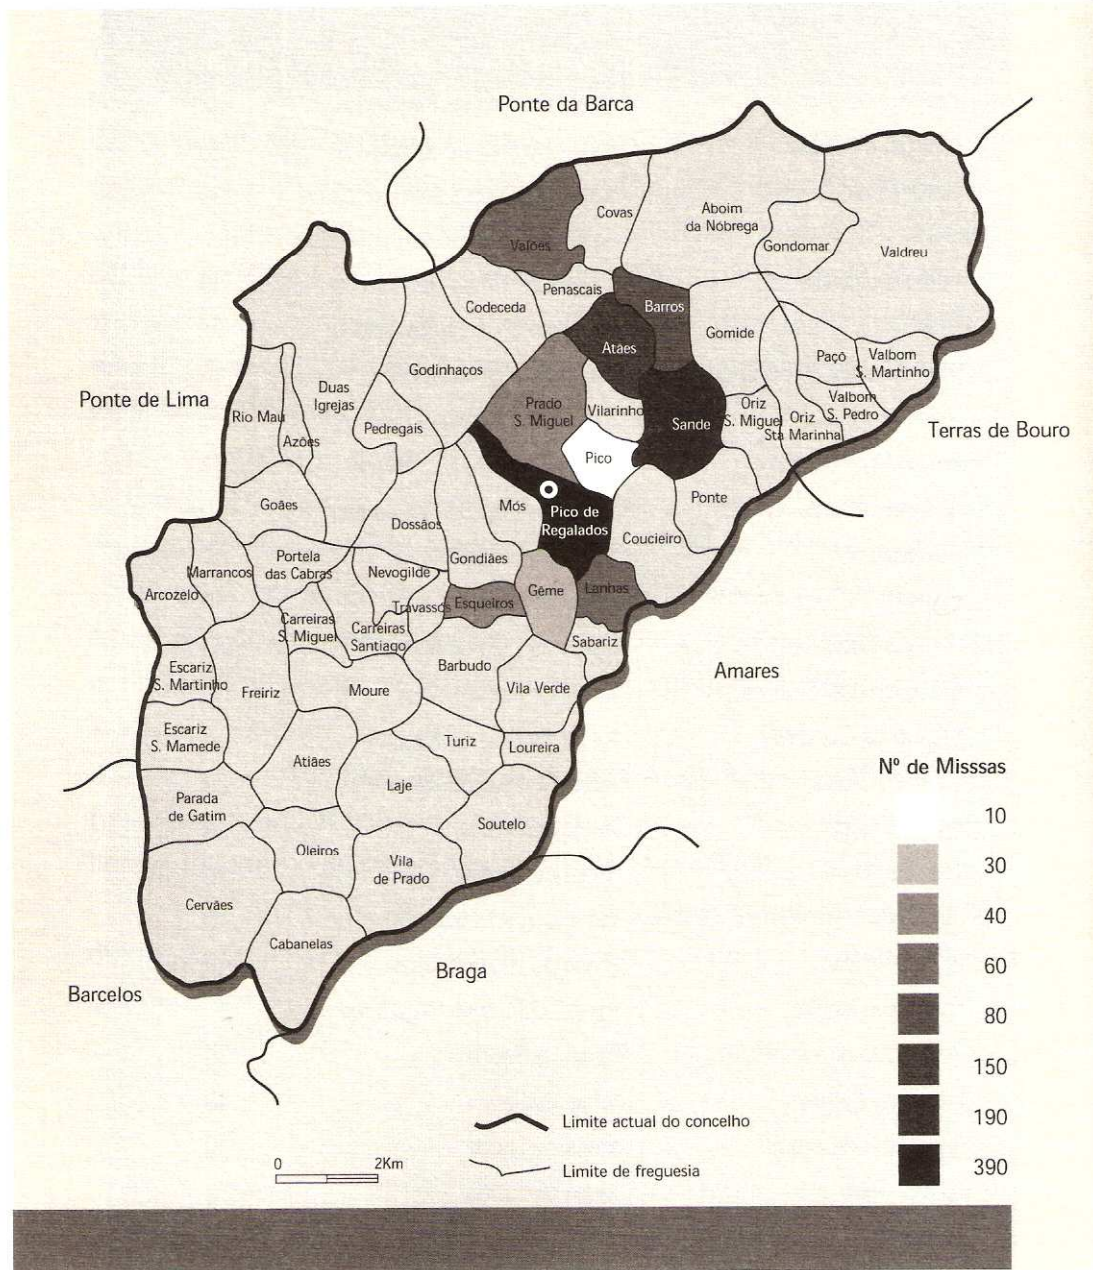 Ponte da Barca
Covas
Aboim
da Nóbrega
Gondomar
Valdreu
Valões
Penascais
Codeceda
Barros
Gomide
Atães
Paçô
Valbom
S. Martinho
Valbom
S. Pedro
Godinhaços
Duas
Igrejas
Ponte de Lima
Rio Mau
Azões
Pedregais
Prado
S. Miguel
Vilarinho
Sande
Oriz
S. Miguel
Oriz
Sta Marinha
Terras de Bouro
Pico
Ponte
Goães
Dossãos
Mós
Pico de
Regalados
Coucieiro
Gondiães
Portela
das Cabras
Nevogilde
Marrancos
Arcozelo
Gême
Lanhas
Travassós
Esqueiros
Carreiras
S. Miguel
Carreiras
Santiago
Sabariz
Barbudo
Amares
Escariz
S. Martinho
Freiriz
Moure
Vila Verde
Escariz
S. Mamede
Turiz
Loureira
Atiães
Laje
Parada
de Gatim
Soutelo
Oleiros
Vila
de Prado
Cervães
Cabanelas
Braga
Barcelos
Nº de Misssas
10
30
40
60
80
150
190
390
Limite actual do concelho
0 2Km
Limite de freguesia